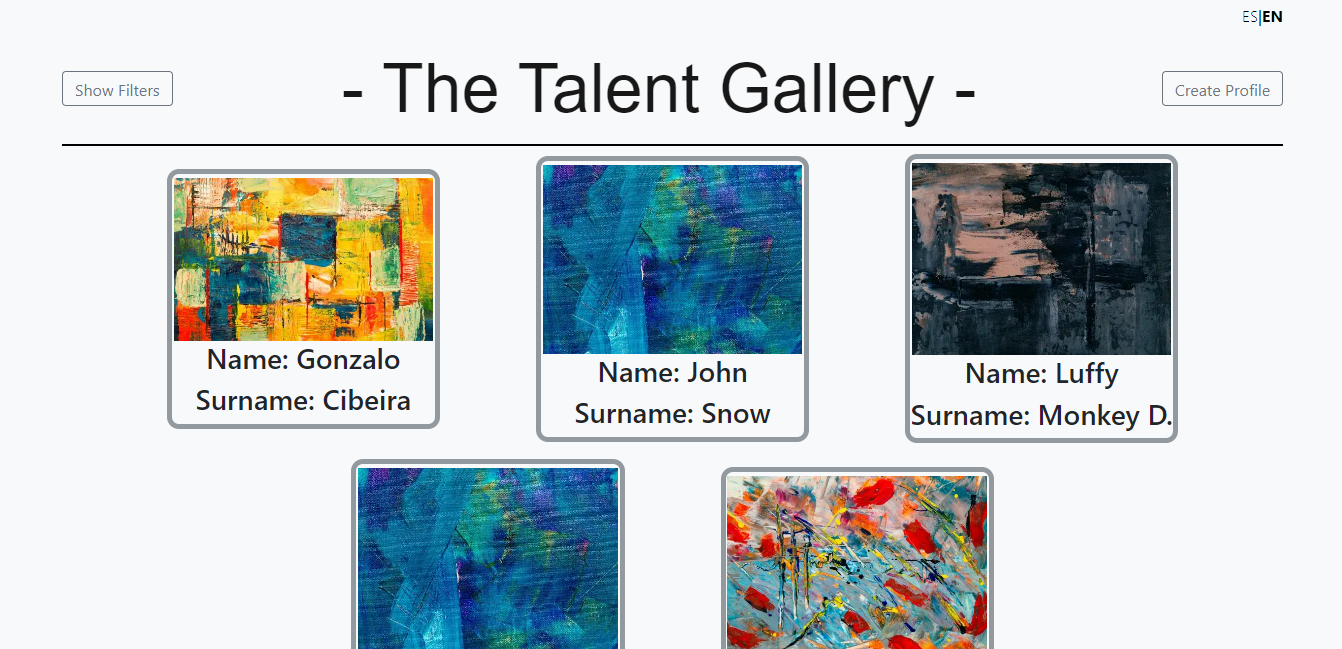 ES|EN
Show Filters
- The Talent Gallery -
Create Profile
Name: Gonzalo
Surname: Cibeira
Name: John
Surname: Snow
Name: Luffy
Surname: Monkey D.